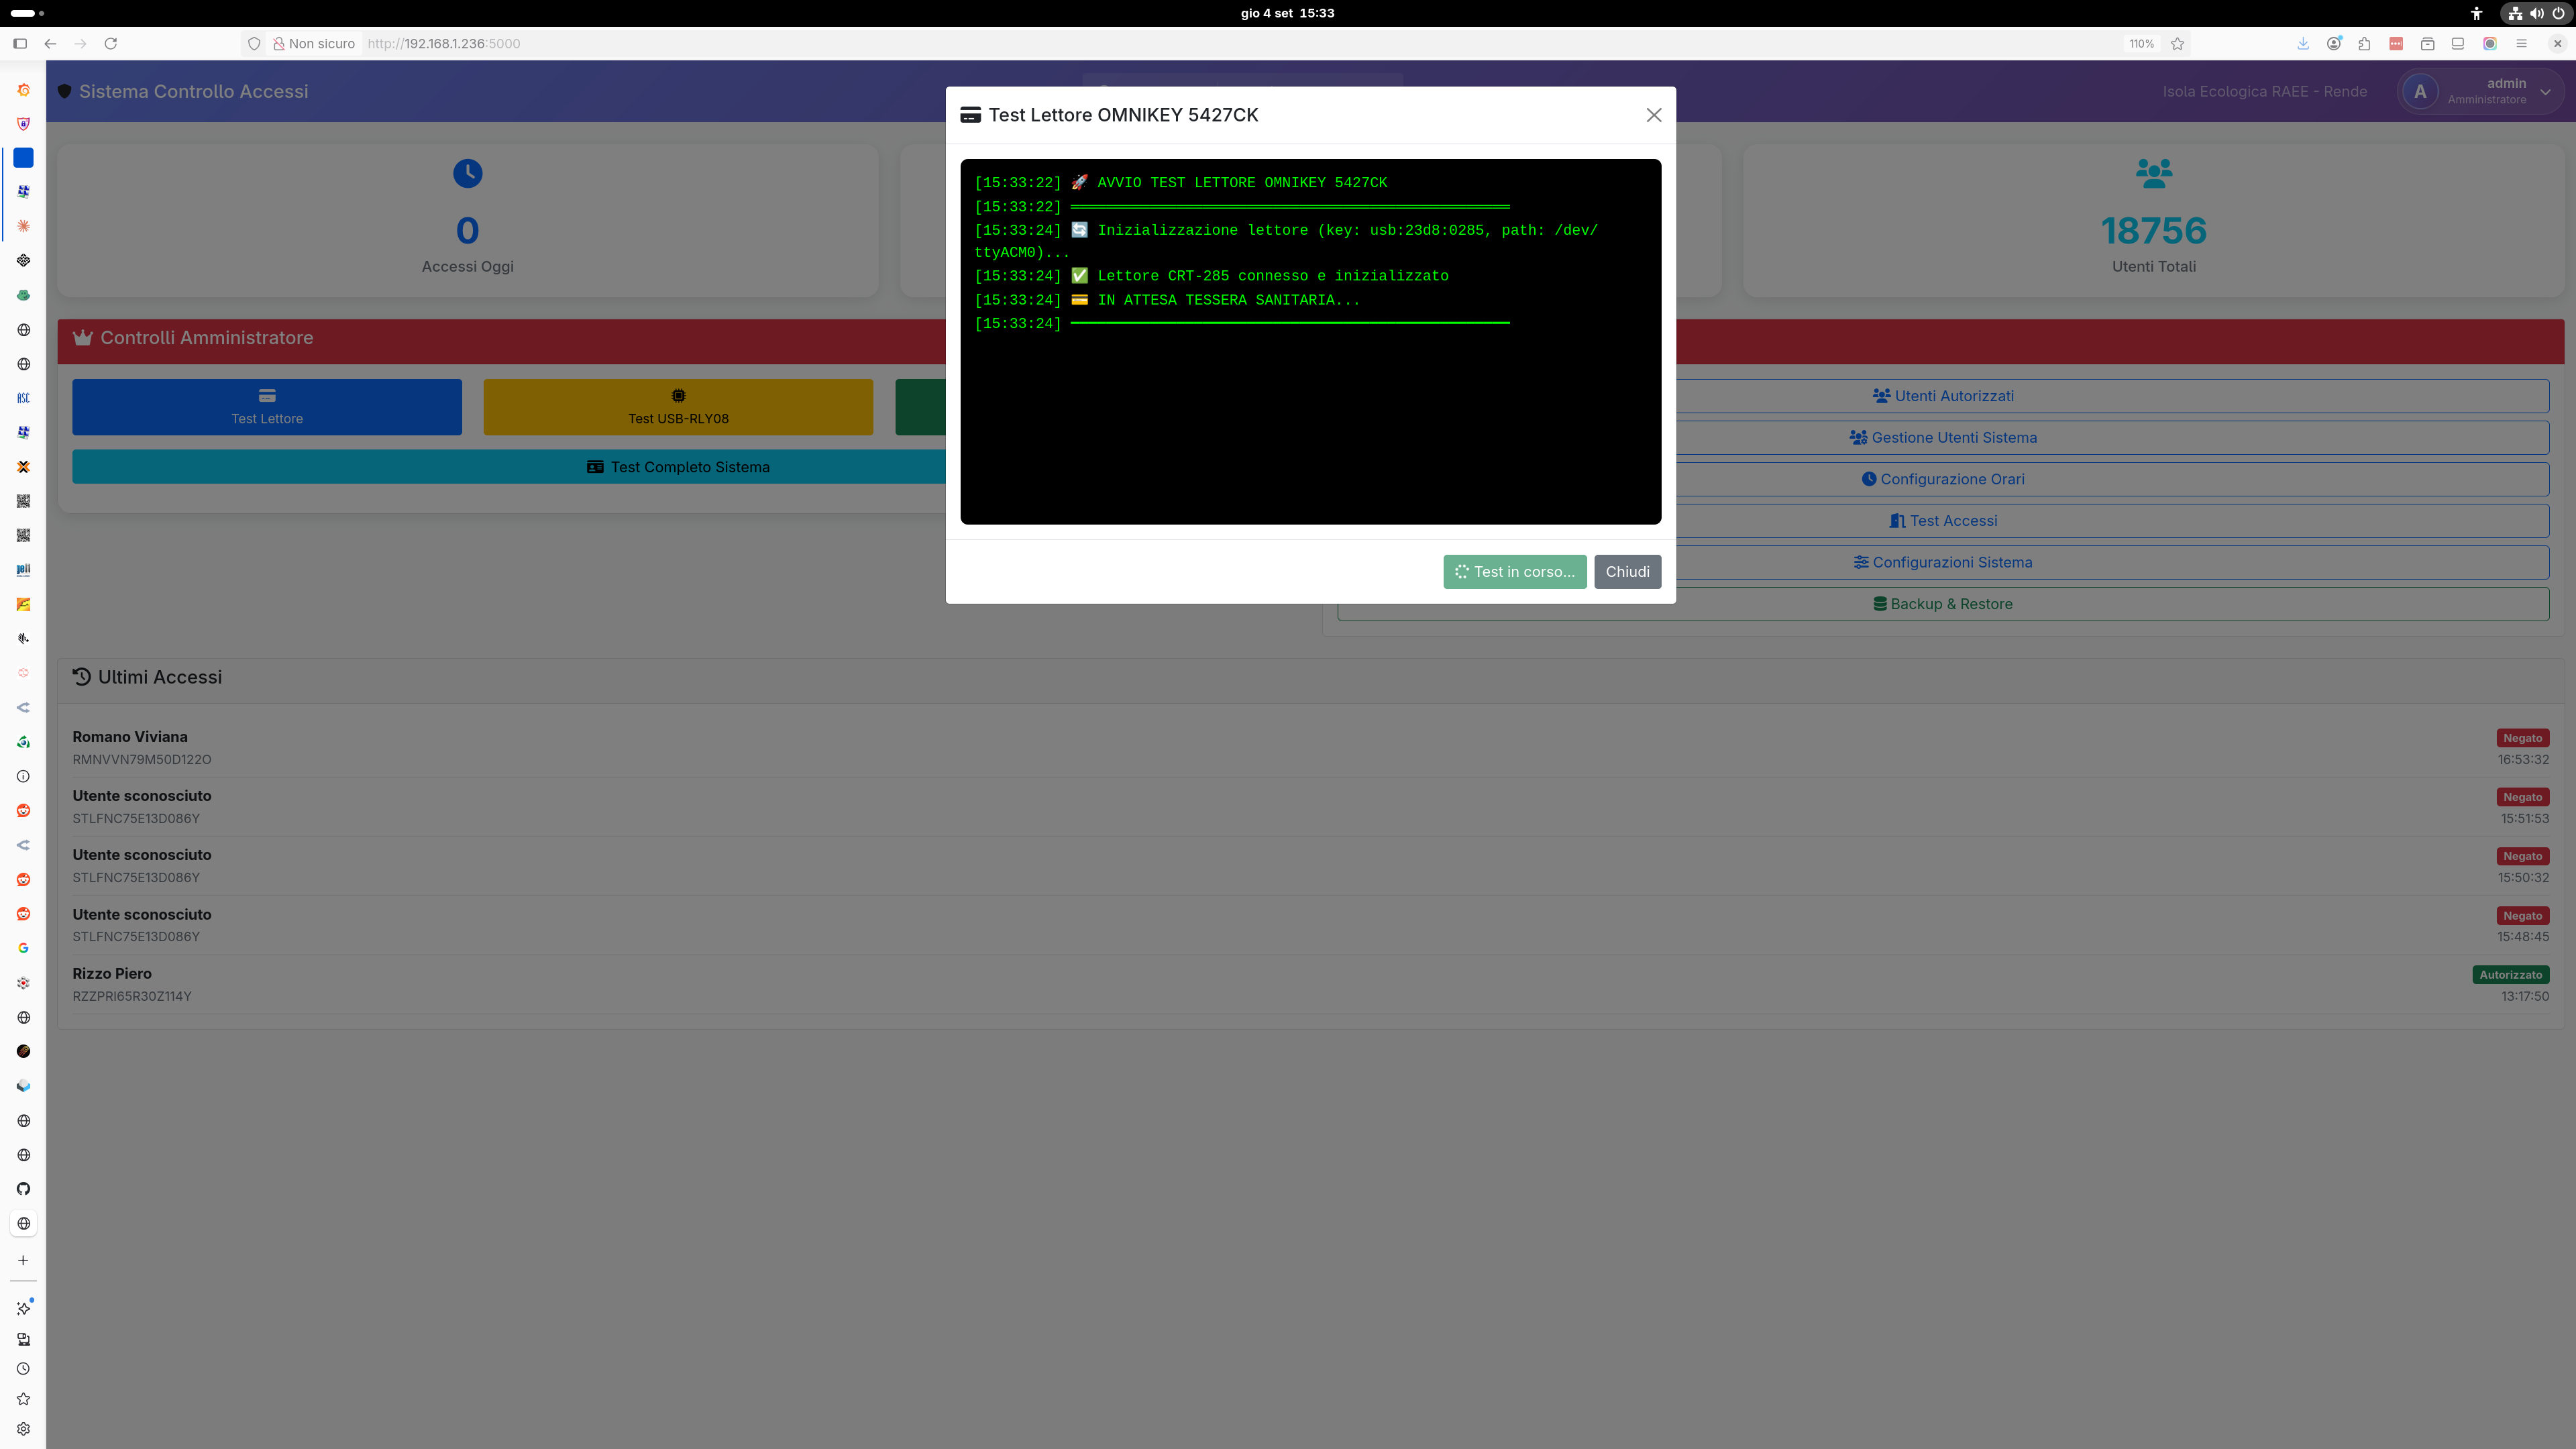 gio 4 set 15:33
Non sicuro http://192.168.1.236:5000 110%
Sistema Controllo Accessi
Isola Ecologica RAEE - Rende
A admin
Amministratore
Test Lettore OMNIKEY 5427CK
[15:33:22] 🚀 AVVIO TEST LETTORE OMNIKEY 5427CK
[15:33:22] ══════════════════════════════════════════════════
[15:33:24] 🔄 Inizializzazione lettore (key: usb:23d8:0285, path: /dev/
ttyACM0)...
[15:33:24] ✅ Lettore CRT-285 connesso e inizializzato
[15:33:24] 💳 IN ATTESA TESSERA SANITARIA...
[15:33:24] ━━━━━━━━━━━━━━━━━━━━━━━━━━━━━━━━━━━━━━━━━━━━━━━━━━
Test in corso...
Chiudi
0
Accessi Oggi
18756
Utenti Totali
Controlli Amministratore
Test Lettore
Test USB-RLY08
Test Completo Sistema
Utenti Autorizzati
Gestione Utenti Sistema
Configurazione Orari
Test Accessi
Configurazioni Sistema
Backup & Restore
Ultimi Accessi
Romano Viviana Negato
RMNVVN79M50D122O 16:53:32
Utente sconosciuto Negato
STLFNC75E13D086Y 15:51:53
Utente sconosciuto Negato
STLFNC75E13D086Y 15:50:32
Utente sconosciuto Negato
STLFNC75E13D086Y 15:48:45
Rizzo Piero Autorizzato
RZZPRI65R30Z114Y 13:17:50
ASC